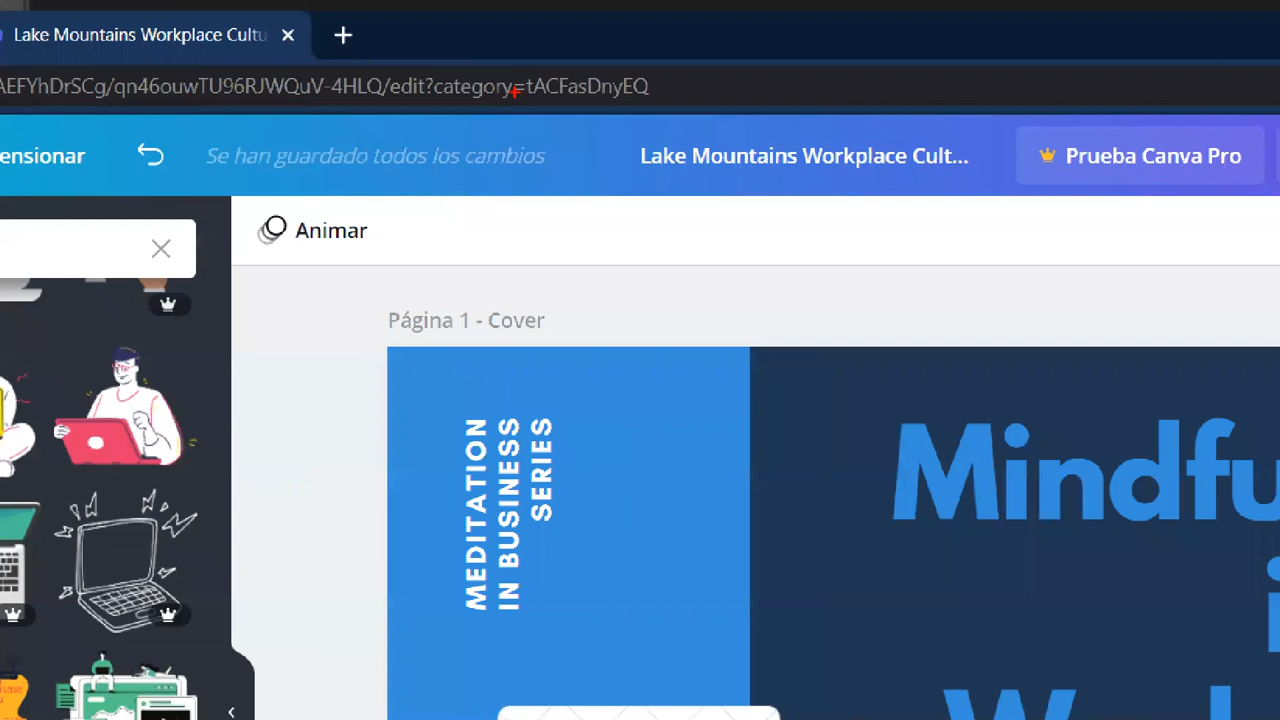 Lake Mountains Workplace Cultu
AEFYhDrSCg/qn46ouwTU96RJWQuV-4HLQ/edit?category=tACFasDnyEQ
ensionar
Se han guardado todos los cambios
Lake Mountains Workplace Cult...
Prueba Canva Pro
Animar
Página 1 - Cover
MEDITATION
IN BUSINESS
SERIES
Mindfu
i